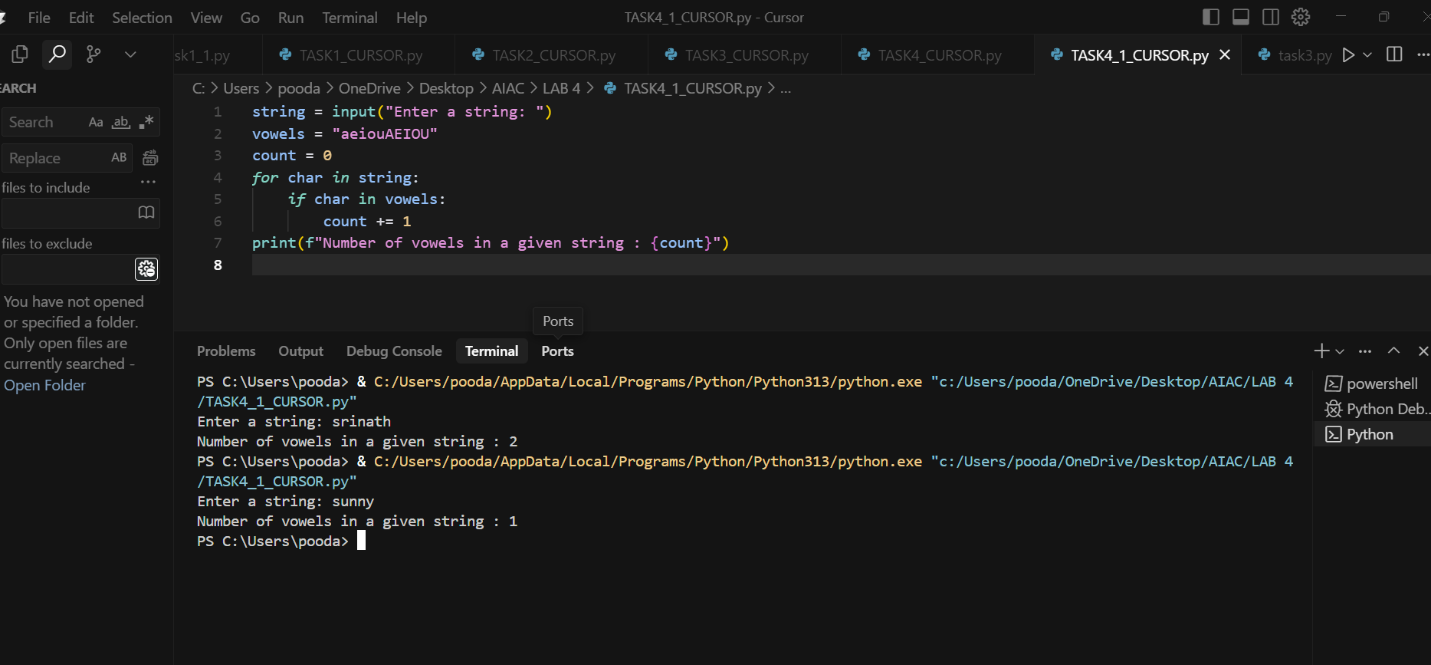 File Edit Selection View Go Run Terminal Help
TASK4_1_CURSOR.py - Cursor
sk1_1.py
TASK1_CURSOR.py
TASK2_CURSOR.py
TASK3_CURSOR.py
TASK4_CURSOR.py
TASK4_1_CURSOR.py
task3.py
EARCH
Search Aa ab
Replace AB
files to include
files to exclude
You have not opened
or specified a folder.
Only open files are
currently searched -
Open Folder
C: > Users > pooda > OneDrive > Desktop > AIAC > LAB 4 > TASK4_1_CURSOR.py > ...
1 string = input("Enter a string: ")
2 vowels = "aeiouAEIOU"
3 count = 0
4 for char in string:
5 if char in vowels:
6 count += 1
7 print(f"Number of vowels in a given string : {count}")
8
Ports
Problems Output Debug Console Terminal Ports
PS C:\Users\pooda> & C:/Users/pooda/AppData/Local/Programs/Python/Python313/python.exe "c:/Users/pooda/OneDrive/Desktop/AIAC/LAB 4
/TASK4_1_CURSOR.py"
Enter a string: srinath
Number of vowels in a given string : 2
PS C:\Users\pooda> & C:/Users/pooda/AppData/Local/Programs/Python/Python313/python.exe "c:/Users/pooda/OneDrive/Desktop/AIAC/LAB 4
/TASK4_1_CURSOR.py"
Enter a string: sunny
Number of vowels in a given string : 1
PS C:\Users\pooda>
powershell
Python Deb...
Python